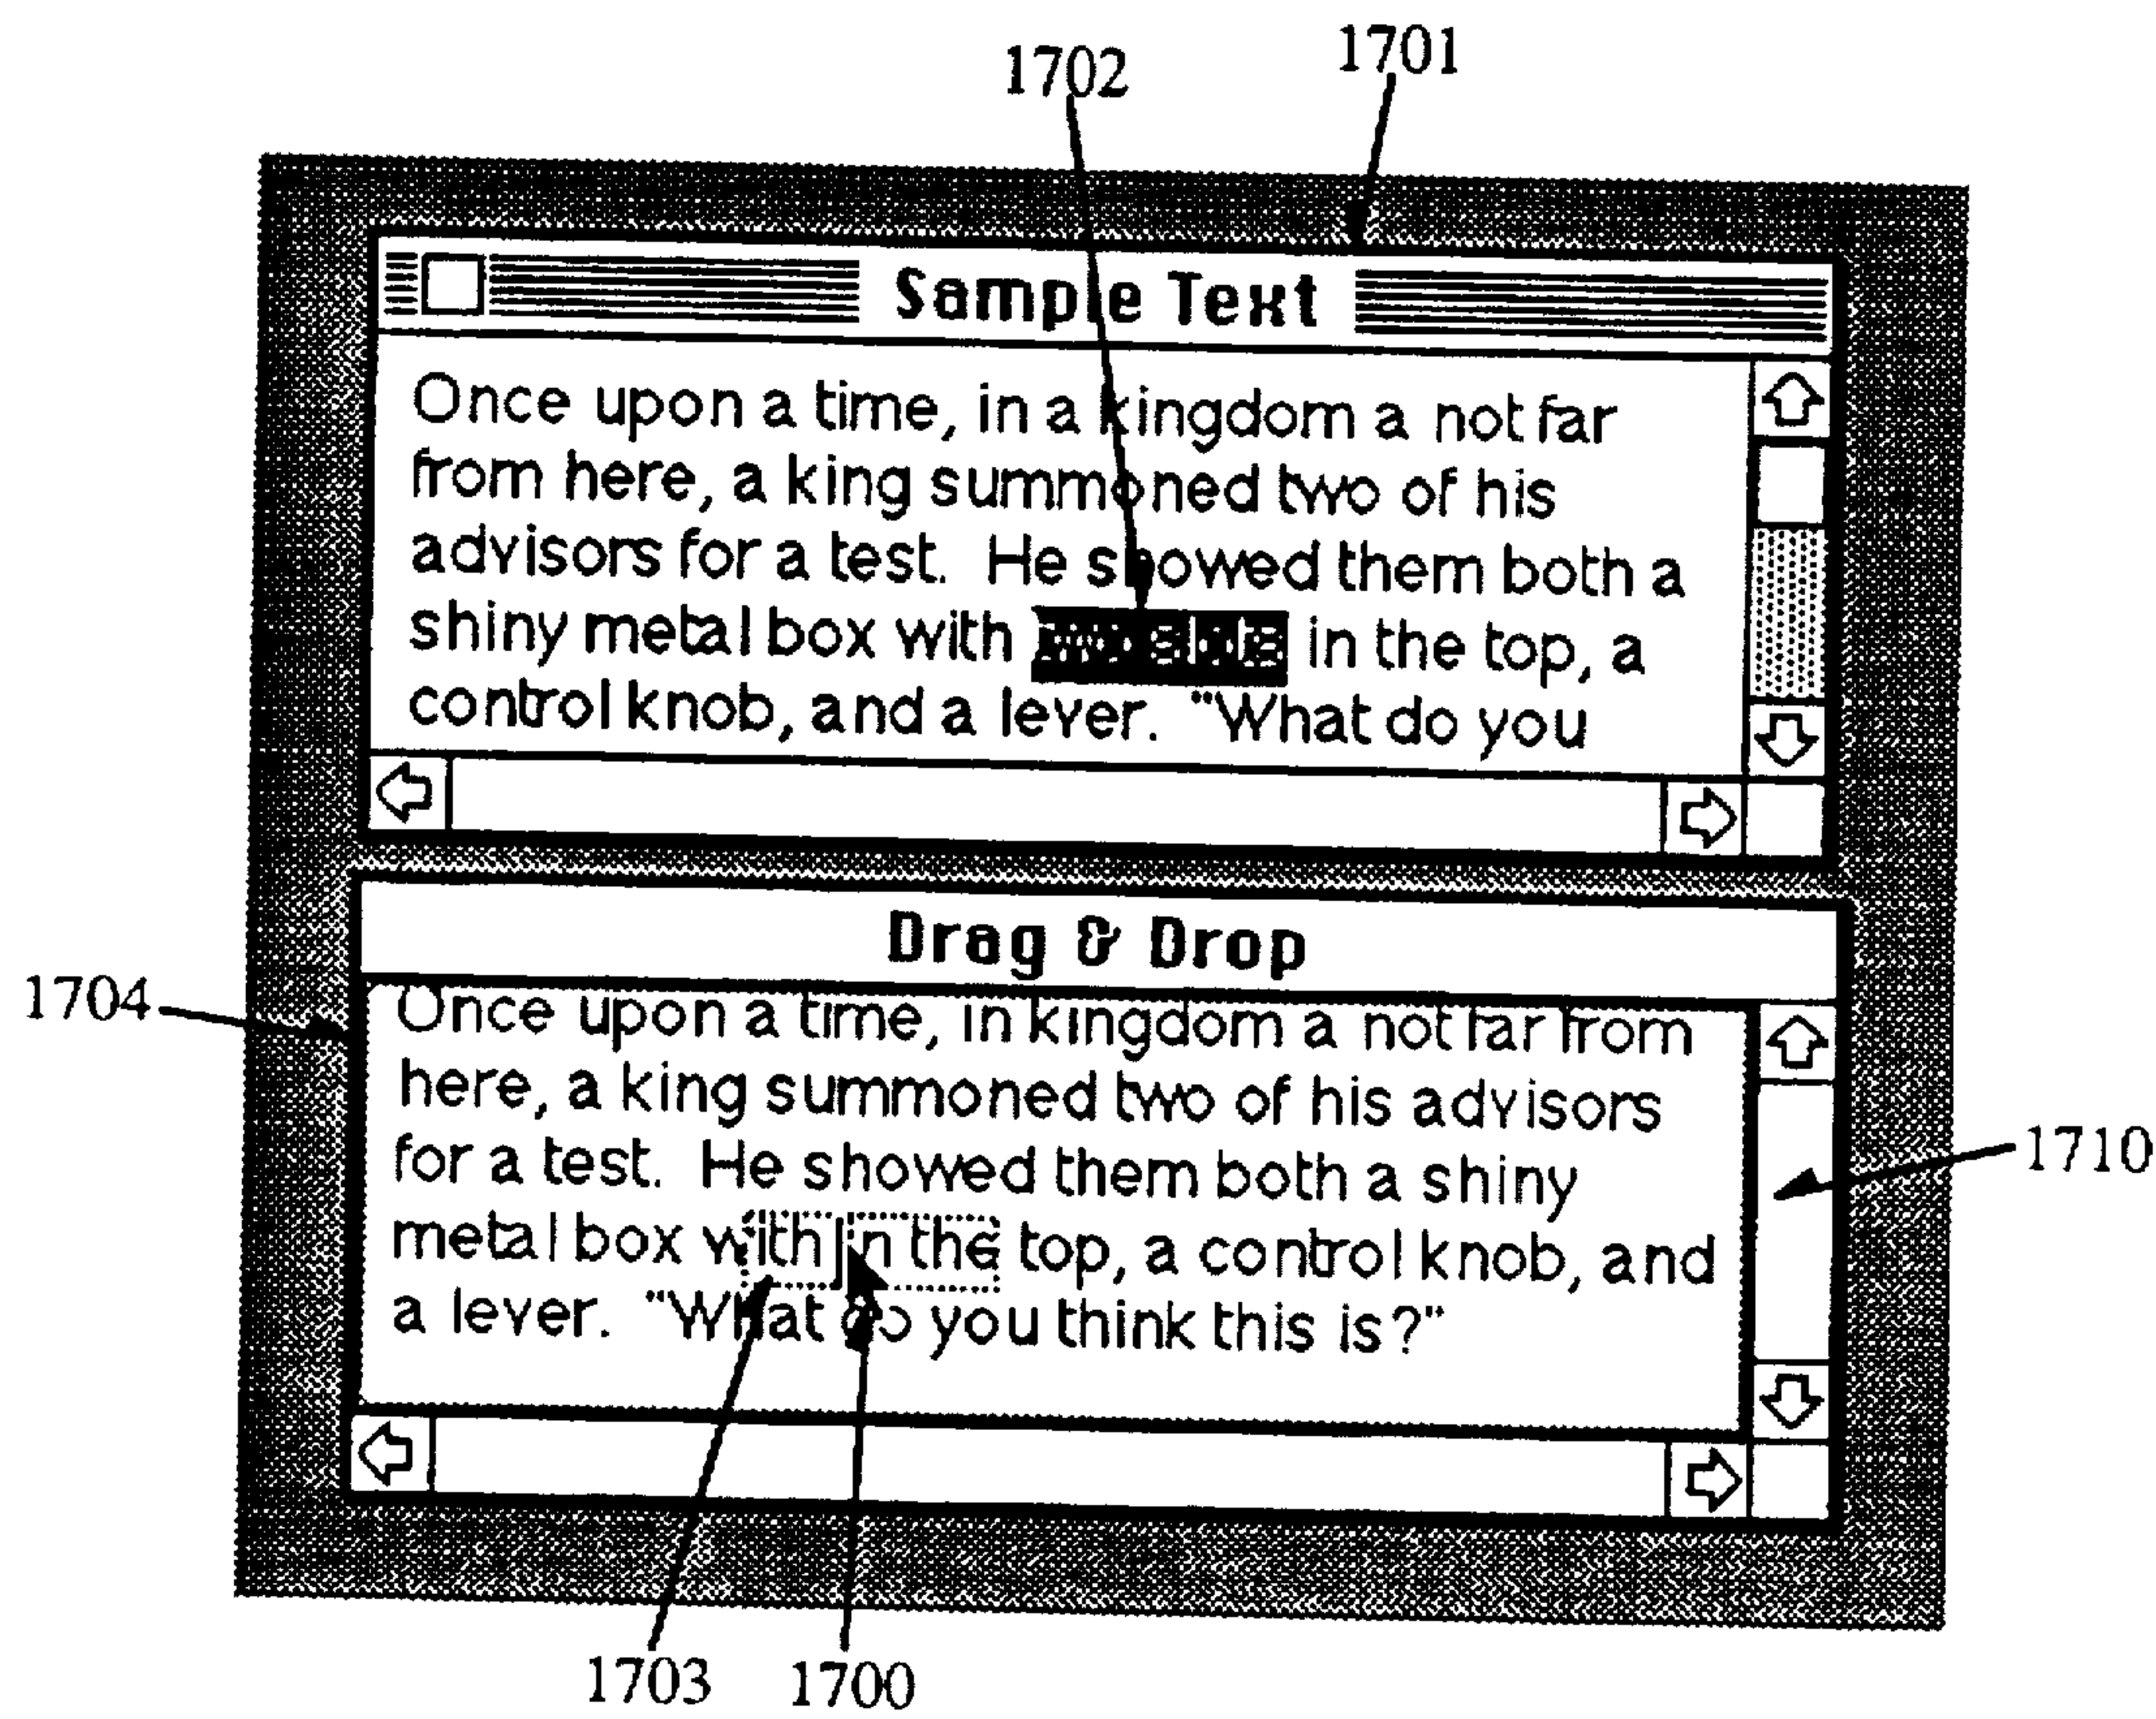 1702 1701
Sample Text
Once upon a time, in a kingdom a not far
from here, a king summoned two of his
advisors for a test. He showed them both a
shiny metal box with two slots in the top, a
control knob, and a lever. "What do you
Drag & Drop
1704
Once upon a time, in kingdom a not far from
here, a king summoned two of his advisors
for a test. He showed them both a shiny
1710
metal box with in the top, a control knob, and
a lever. "What do you think this is?"
1703 1700